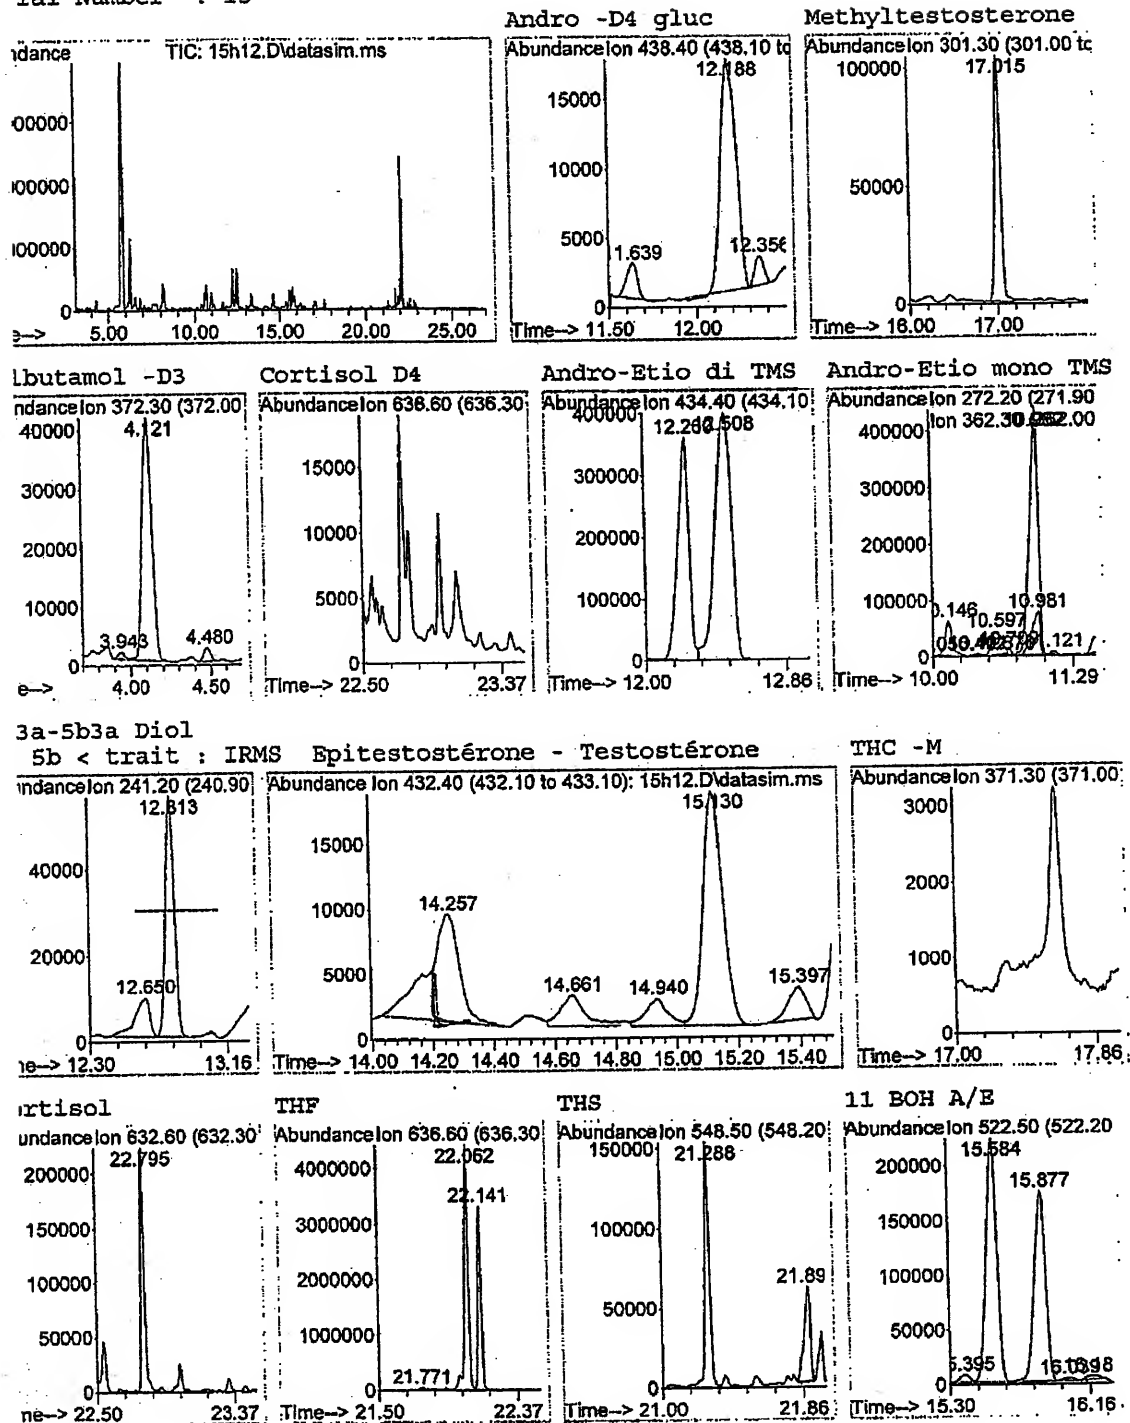 Andro -D4 gluc
Methyltestosterone
TIC: 15h12.D\datasim.ms
5.00 10.00 15.00 20.00 25.00
Abundance Ion 438.40 (438.10 to
12.188
15000
10000
5000
12.356
0
Time--> 11.50 12.00
Abundance Ion 301.30 (301.00 to
100000
17.015
50000
0
Time--> 16.00 17.00
Cortisol D4
Andro-Etio di TMS
Andro-Etio mono TMS
Ion 372.30 (372.00
40000
4.121
30000
20000
10000
3.943 4.480
0
4.00 4.50
Abundance Ion 638.60 (636.30
15000
10000
5000
0
Time--> 22.50 23.37
Abundance Ion 434.40 (434.10
400000
300000
200000
100000
0
Time--> 12.00 12.86
Abundance Ion 272.20 (271.90
400000
300000
200000
100000
10.981
10.597
0
Time--> 10.00 11.29
3a-5b3a Diol
5b < trait : IRMS Epitestostérone - Testostérone
THC -M
Ion 241.20 (240.90
12.813
40000
20000
12.650
0
12.30 13.16
Abundance Ion 432.40 (432.10 to 433.10): 15h12.D\datasim.ms
15.130
15000
10000
14.257
5000
14.661 14.940 15.397
0
Time--> 14.00 14.20 14.40 14.60 14.80 15.00 15.20 15.40
Abundance Ion 371.30 (371.00
3000
2000
1000
0
Time--> 17.00 17.86
THF
THS
11 BOH A/E
Ion 632.60 (632.30
22.795
200000
150000
100000
50000
0
22.50 23.37
Abundance Ion 636.60 (636.30
22.062
4000000
22.141
3000000
2000000
1000000
21.771
0
Time--> 21.50 22.37
Abundance Ion 548.50 (548.20
150000
21.288
100000
21.89
50000
0
Time--> 21.00 21.86
Abundance Ion 522.50 (522.20
15.584
200000
15.877
150000
100000
50000
0
Time--> 15.30 16.16